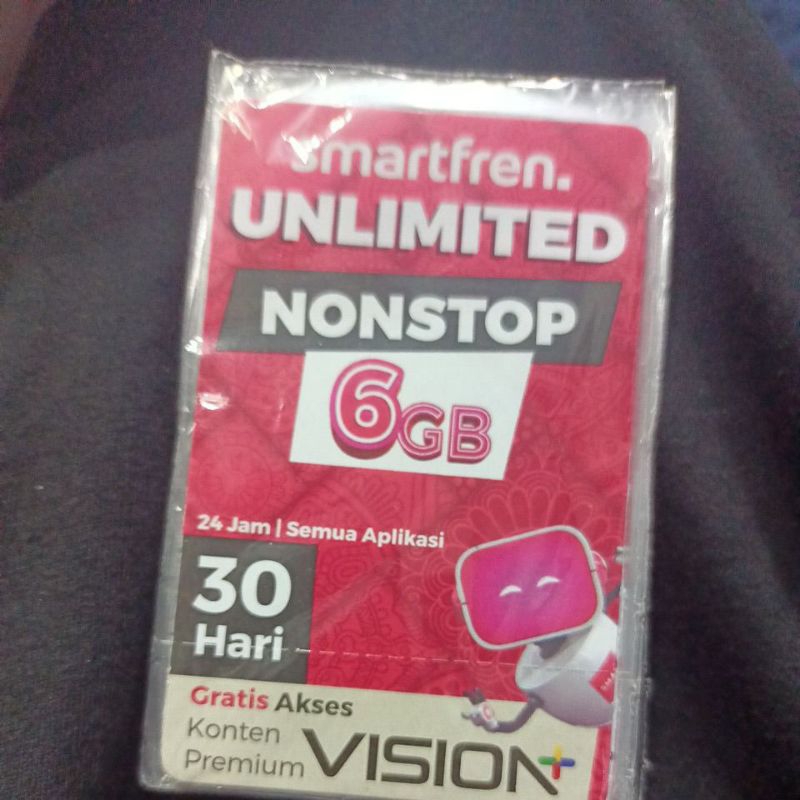 smartfren.
UNLIMITED
NONSTOP
6GB
24 Jam | Semua Aplikasi
30
Hari
Gratis Akses
Konten
Premium
VISION+